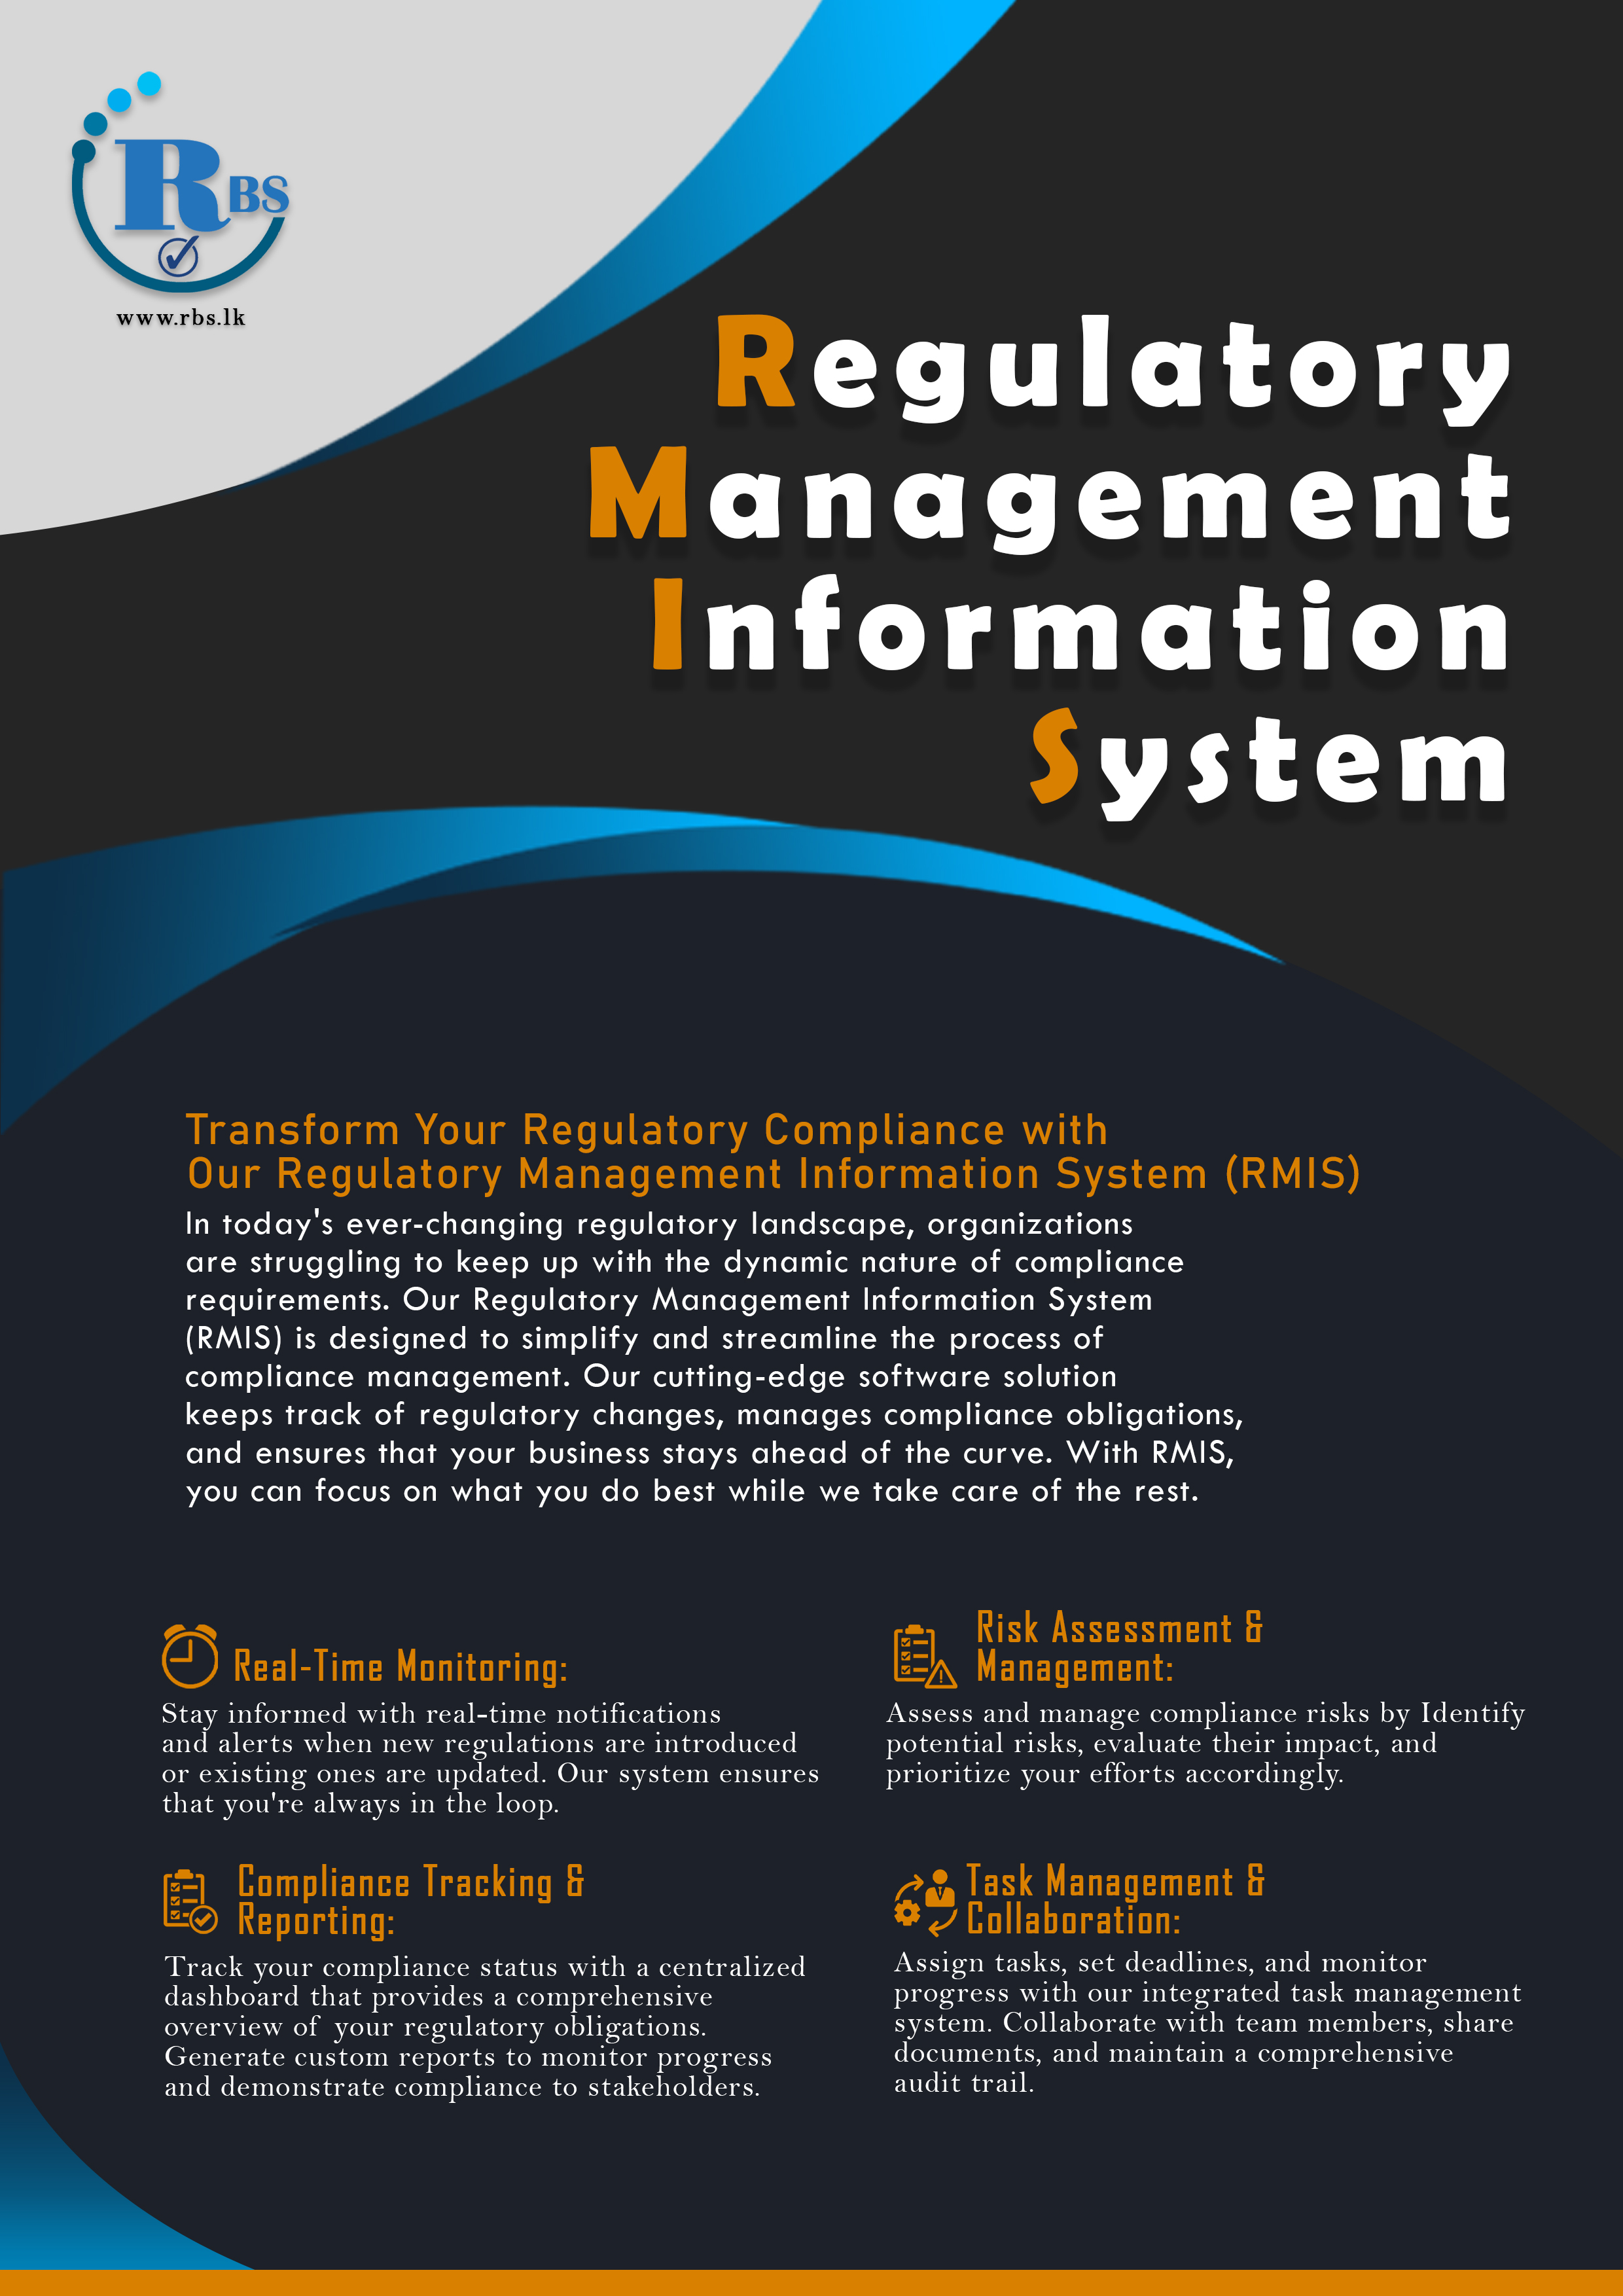 RBS
www.rbs.lk
Regulatory
Management
Information
System
Transform Your Regulatory Compliance with
Our Regulatory Management Information System (RMIS)
In today's ever-changing regulatory landscape, organizations
are struggling to keep up with the dynamic nature of compliance
requirements. Our Regulatory Management Information System
(RMIS) is designed to simplify and streamline the process of
compliance management. Our cutting-edge software solution
keeps track of regulatory changes, manages compliance obligations,
and ensures that your business stays ahead of the curve. With RMIS,
you can focus on what you do best while we take care of the rest.
Real-Time Monitoring:
Stay informed with real-time notifications
and alerts when new regulations are introduced
or existing ones are updated. Our system ensures
that you're always in the loop.
Risk Assessment &
Management:
Assess and manage compliance risks by Identify
potential risks, evaluate their impact, and
prioritize your efforts accordingly.
Compliance Tracking &
Reporting:
Track your compliance status with a centralized
dashboard that provides a comprehensive
overview of your regulatory obligations.
Generate custom reports to monitor progress
and demonstrate compliance to stakeholders.
Task Management &
Collaboration:
Assign tasks, set deadlines, and monitor
progress with our integrated task management
system. Collaborate with team members, share
documents, and maintain a comprehensive
audit trail.